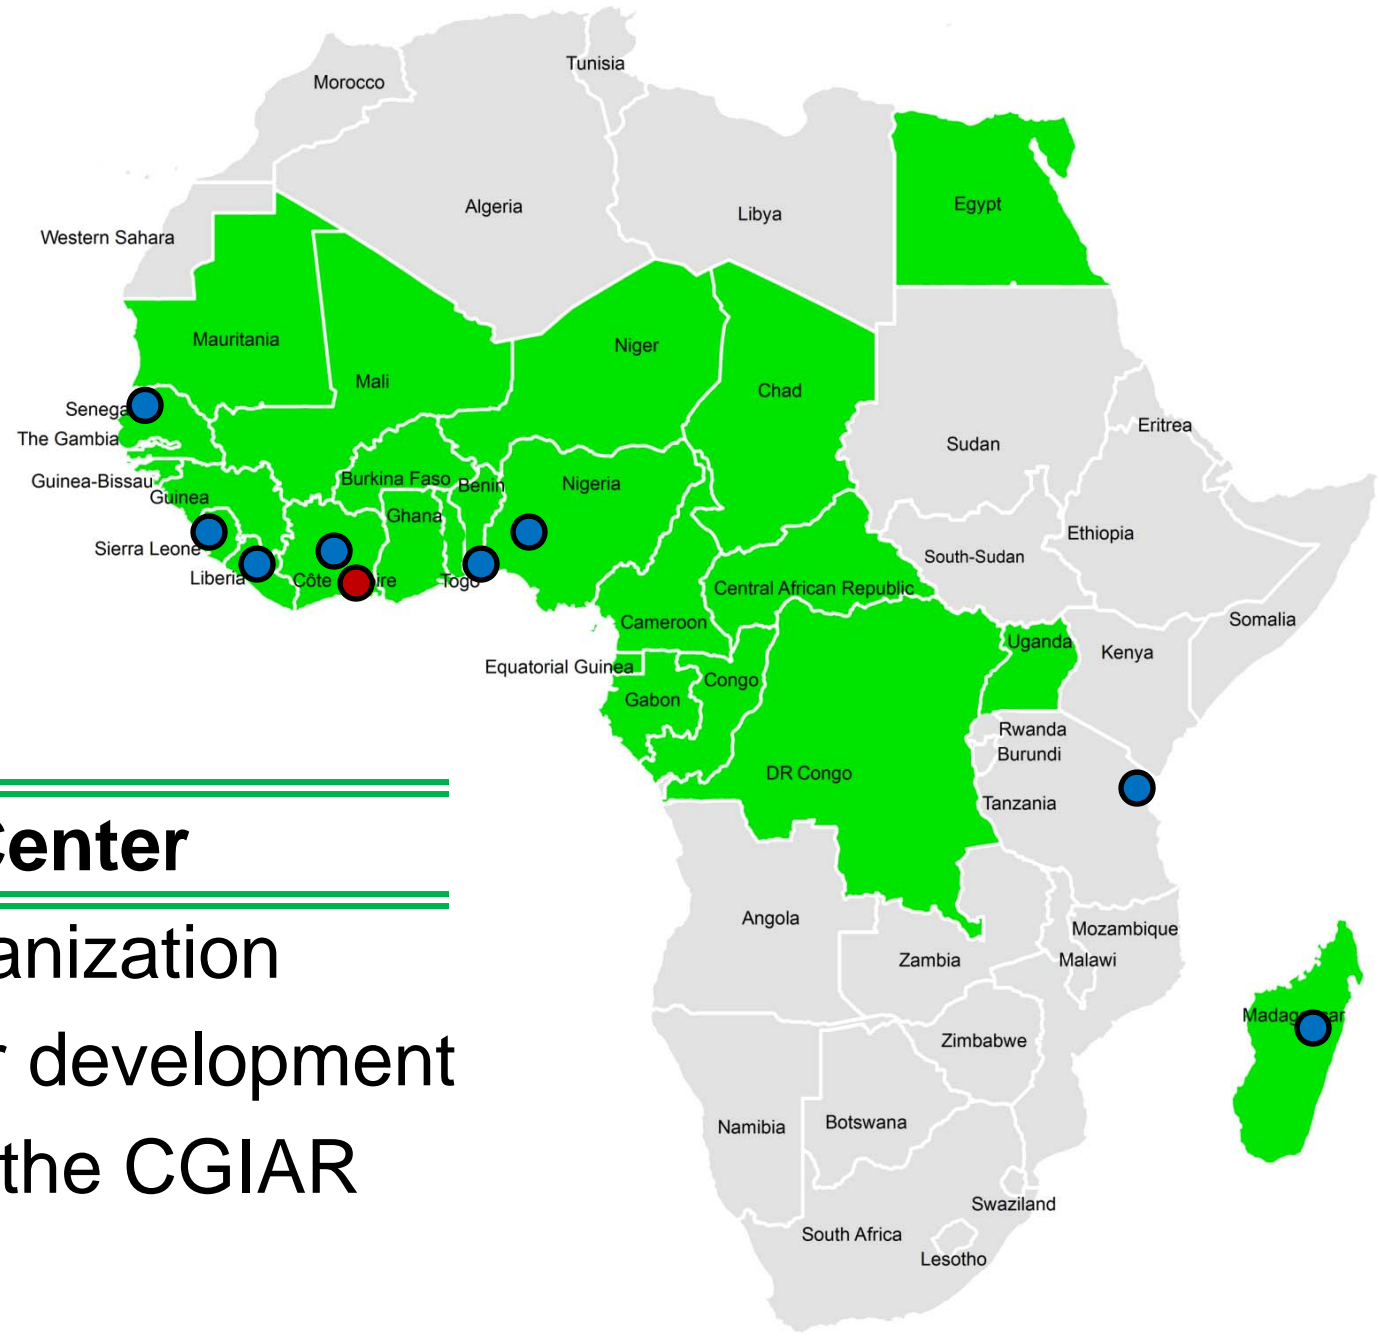 Tunisia
Morocco
Algeria
Libya
Egypt
Western Sahara
Mauritania
Niger
Mali
Chad
Senega
Eritrea
The Gambia
Sudan
Guinea-Bissau
Burkina Faso
Benin
Nigeria
Guinea
Ghana
Ethiopia
Sierra Leone
South-Sudan
Liberia
Côte
ire
Togo
Central African Republic
Cameroon
Somalia
Uganda
Kenya
Equatorial Guinea
Congo
Gabon
Rwanda
Burundi
DR Congo
Tanzania
Center
anization
r development
the CGIAR
Angola
Mozambique
Zambia
Malawi
Madagascar
Zimbabwe
Namibia
Botswana
Swaziland
South Africa
Lesotho